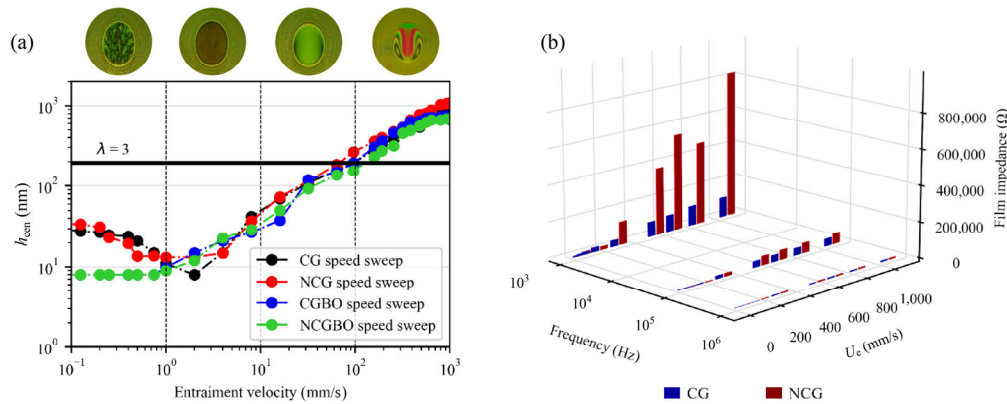 (a)
10³
10²
10¹
10⁰
h_cen (nm)
λ = 3
CG speed sweep
NCG speed sweep
CGBO speed sweep
NCGBO speed sweep
10⁻¹
10⁰
10¹
10²
10³
Entraiment velocity (mm/s)
(b)
800,000
600,000
400,000
200,000
0
Film impedance (Ω)
10³
10⁴
10⁵
10⁶
Frequency (Hz)
0
200
400
600
800
1,000
U_e (mm/s)
CG
NCG